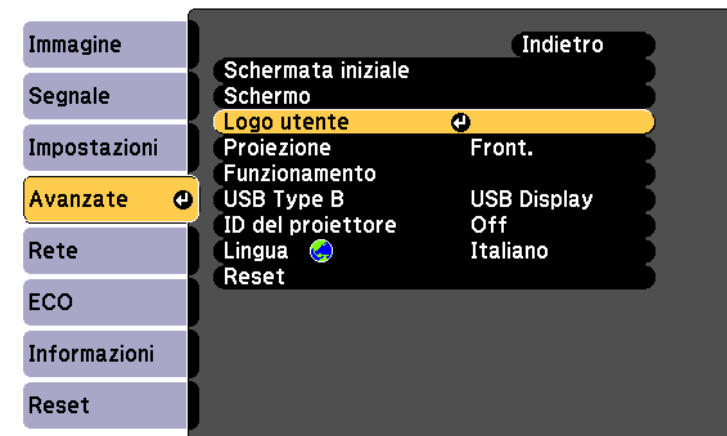 Immagine
Segnale
Impostazioni
Avanzate
Rete
ECO
Informazioni
Reset
Indietro
Schermata iniziale
Schermo
Logo utente
Proiezione Front.
Funzionamento
USB Type B USB Display
ID del proiettore Off
Lingua Italiano
Reset